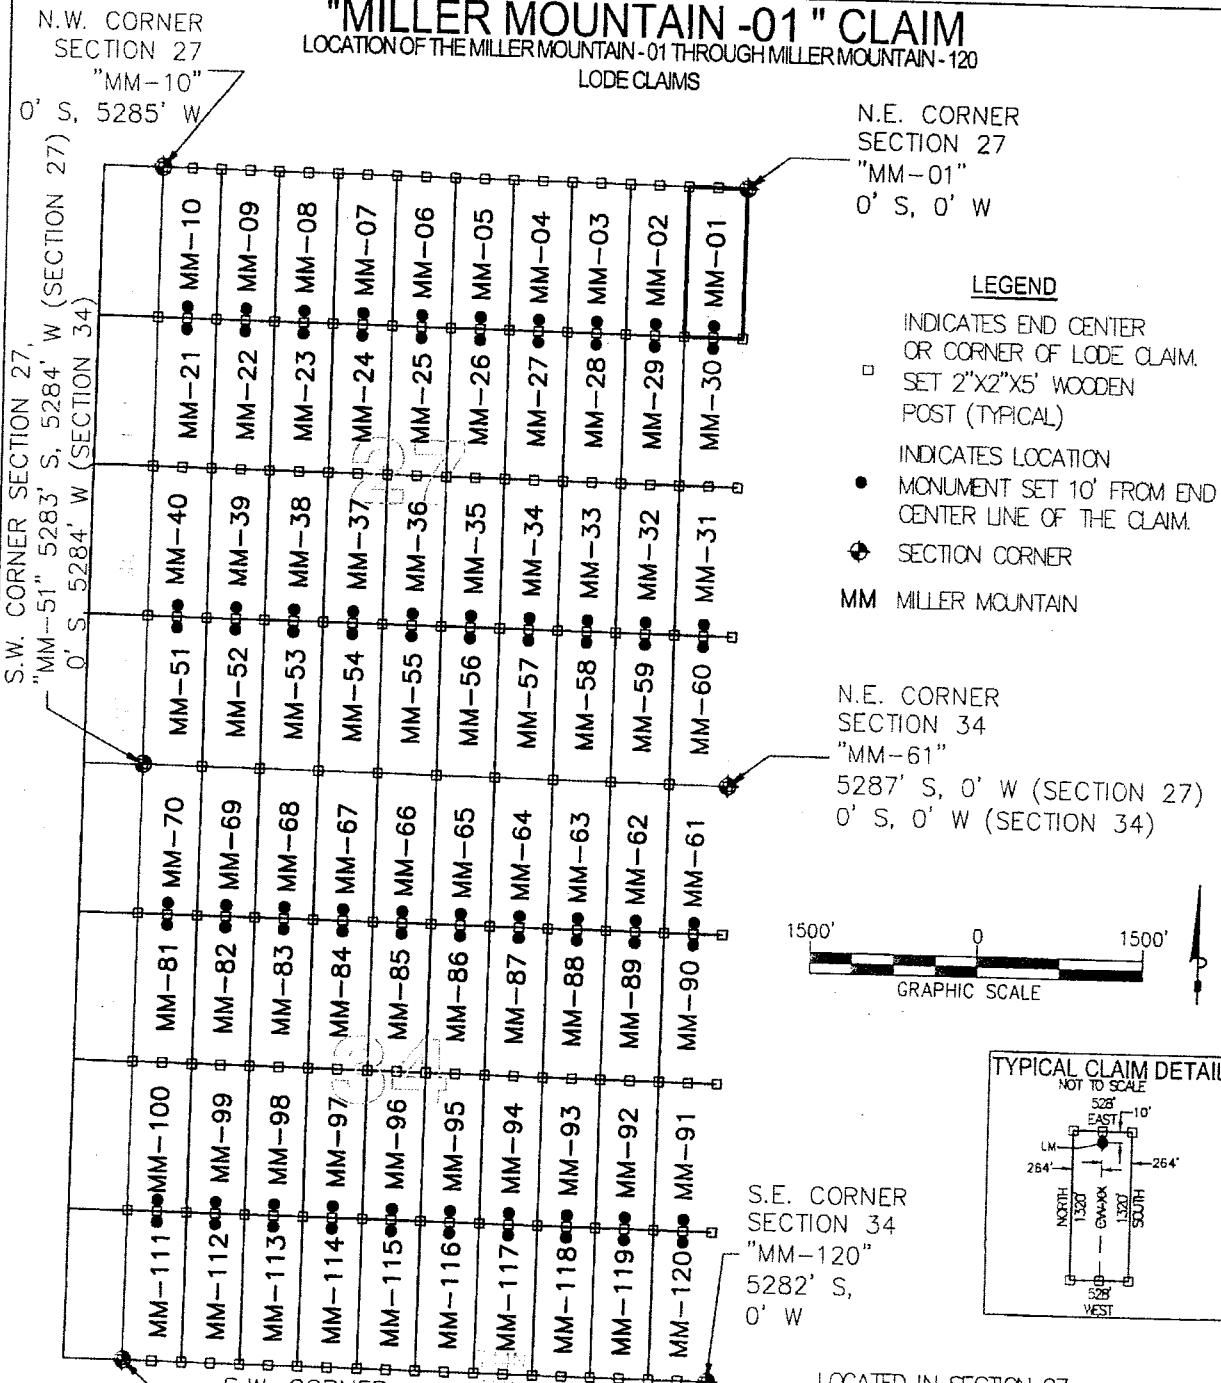 "MILLER MOUNTAIN -01 " CLAIM
LOCATION OF THE MILLER MOUNTAIN - 01 THROUGH MILLER MOUNTAIN - 120
LODE CLAIMS
N.W. CORNER
SECTION 27
"MM-10"
0' S, 5285' W
N.E. CORNER
SECTION 27
"MM-01"
0' S, 0' W
S.W. CORNER SECTION 27,
"MM-51" 5283' S, 5284' W (SECTION 27)
0' S 5284' W (SECTION 34)
MM-10 MM-09 MM-08 MM-07 MM-06 MM-05 MM-04 MM-03 MM-02 MM-01
MM-21 MM-22 MM-23 MM-24 MM-25 MM-26 MM-27 MM-28 MM-29 MM-30
27
MM-40 MM-39 MM-38 MM-37 MM-36 MM-35 MM-34 MM-33 MM-32 MM-31
MM-51 MM-52 MM-53 MM-54 MM-55 MM-56 MM-57 MM-58 MM-59 MM-60
MM-70 MM-69 MM-68 MM-67 MM-66 MM-65 MM-64 MM-63 MM-62 MM-61
MM-81 MM-82 MM-83 MM-84 MM-85 MM-86 MM-87 MM-88 MM-89 MM-90
34
MM-100 MM-99 MM-98 MM-97 MM-96 MM-95 MM-94 MM-93 MM-92 MM-91
MM-111 MM-112 MM-113 MM-114 MM-115 MM-116 MM-117 MM-118 MM-119 MM-120
LEGEND
INDICATES END CENTER
OR CORNER OF LODE CLAIM.
SET 2"X2"X5' WOODEN
POST (TYPICAL)
INDICATES LOCATION
MONUMENT SET 10' FROM END
CENTER LINE OF THE CLAIM.
SECTION CORNER
MM MILLER MOUNTAIN
N.E. CORNER
SECTION 34
"MM-61"
5287' S, 0' W (SECTION 27)
0' S, 0' W (SECTION 34)
1500' 0 1500'
GRAPHIC SCALE
TYPICAL CLAIM DETAIL
NOT TO SCALE
528'
EAST
10'
LM
264' 264'
NORTH
1320'
1320'
SOUTH
528'
WEST
S.E. CORNER
SECTION 34
"MM-120"
5282' S,
0' W
S.W. CORNER
LOCATED IN SECTION 27